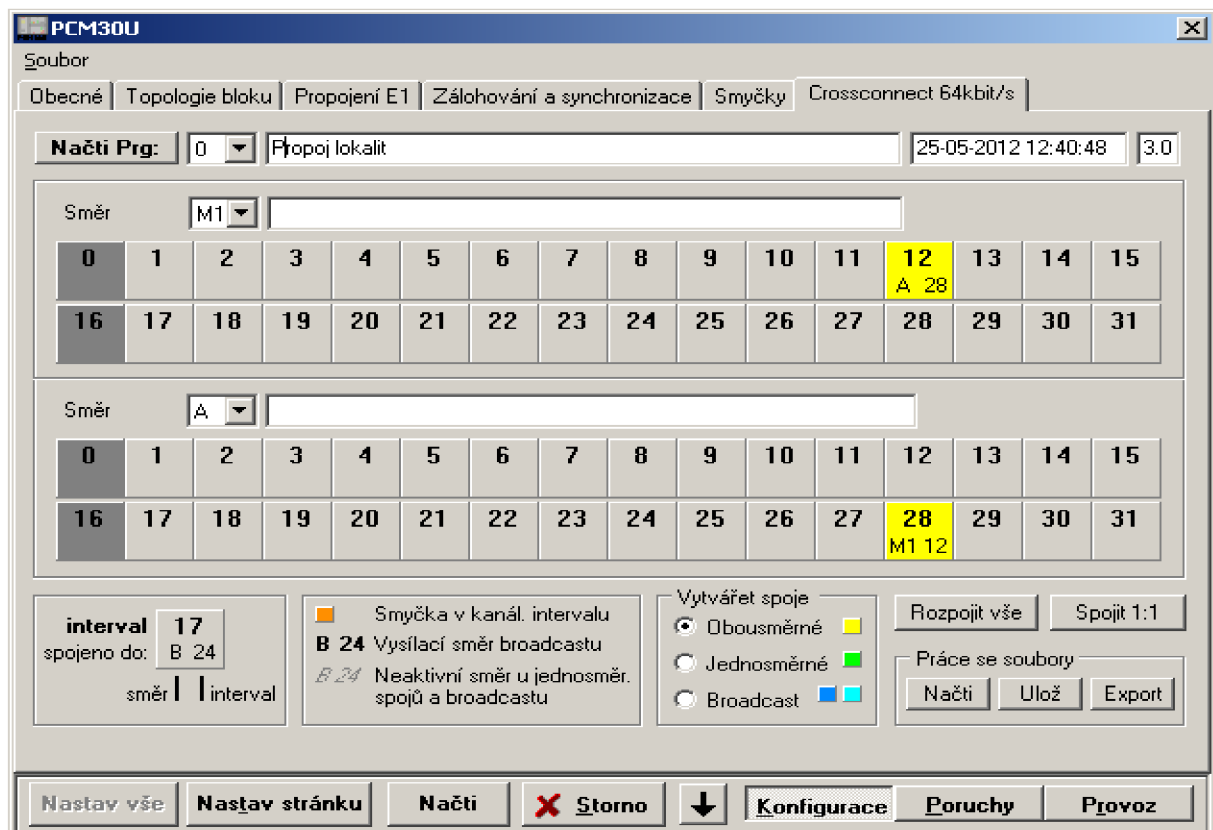 PCM30U
Soubor
Obecné Topologie bloku Propojení E1 Zálohování a synchronizace Smyčky Crossconnect 64kbit/s
Načti Prg: 0 Propoj lokalit 25-05-2012 12:40:48 3.0
Směr M1
0 1 2 3 4 5 6 7 8 9 10 11 12 13 14 15
A 28
16 17 18 19 20 21 22 23 24 25 26 27 28 29 30 31
Směr A
0 1 2 3 4 5 6 7 8 9 10 11 12 13 14 15
16 17 18 19 20 21 22 23 24 25 26 27 28 29 30 31
M1 12
interval 17
spojeno do: B 24
směr interval
Smyčka v kanál. intervalu
B 24 Vysílací směr broadcastu
B 24 Neaktivní směr u jednosměr.
spojů a broadcastu
Vytvářet spoje
Obousměrné
Jednosměrné
Broadcast
Rozpojit vše Spojit 1:1
Práce se soubory
Načti Ulož Export
Nastav vše Nastav stránku Načti Storno Konfigurace Poruchy Provoz